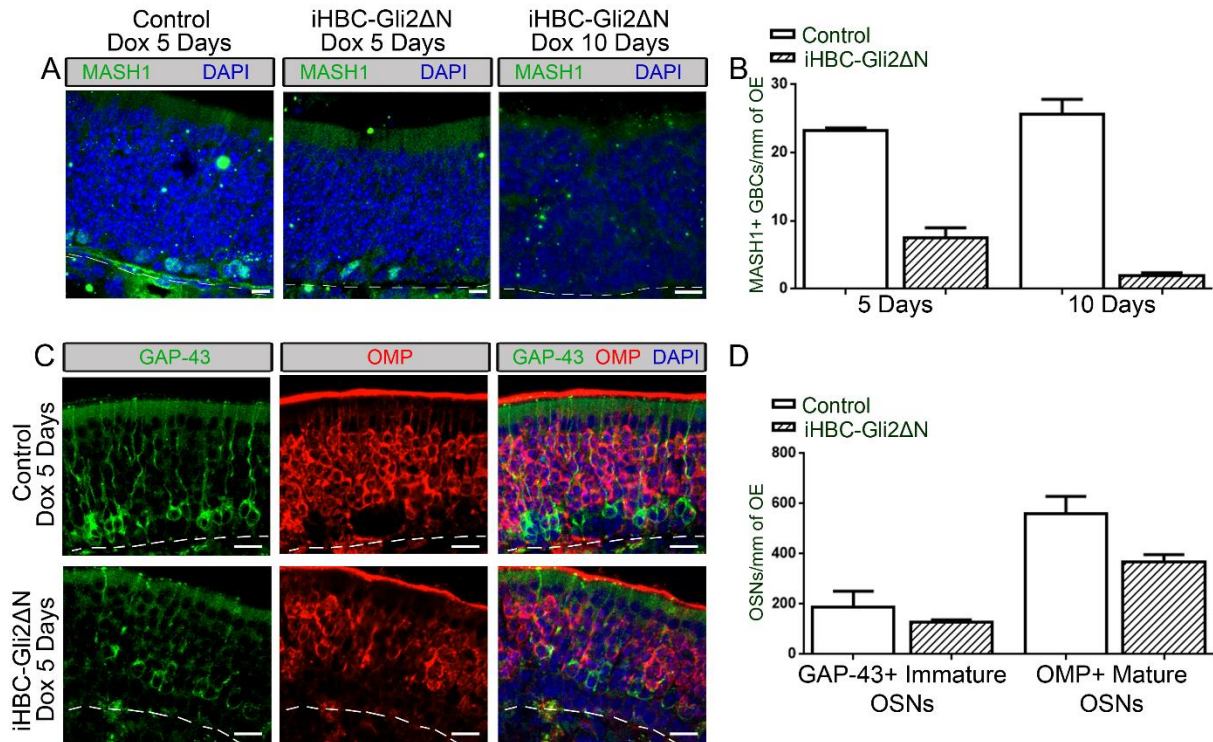 Control
Dox 5 Days
iHBC-Gli2ΔN
Dox 5 Days
iHBC-Gli2ΔN
Dox 10 Days
A
MASH1 DAPI
MASH1 DAPI
MASH1 DAPI
B
Control
iHBC-Gli2ΔN
MASH1+ GBCs/mm of OE
30
20
10
0
5 Days
10 Days
C
GAP-43
OMP
GAP-43 OMP DAPI
Control
Dox 5 Days
iHBC-Gli2ΔN
Dox 5 Days
D
Control
iHBC-Gli2ΔN
OSNs/mm of OE
800
600
400
200
0
GAP-43+ Immature
OSNs
OMP+ Mature
OSNs